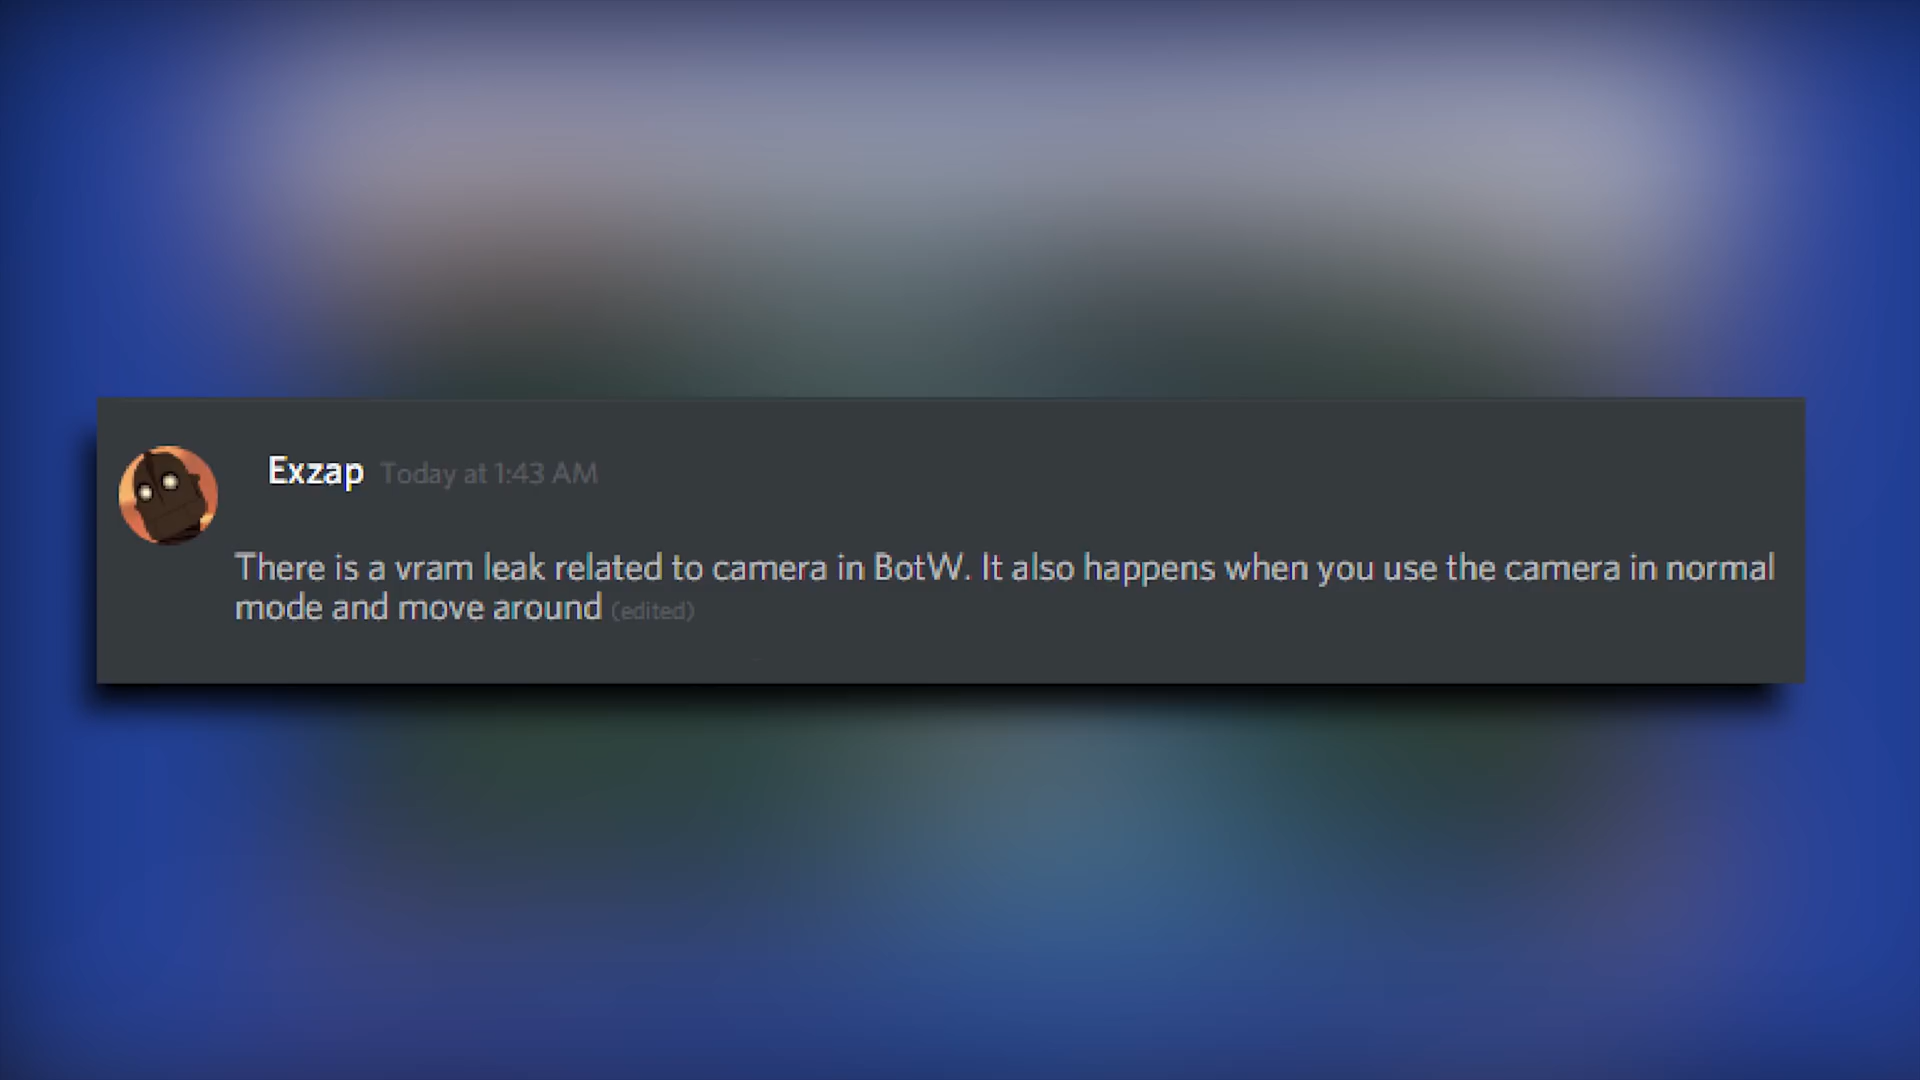 Exzap Today at 1:43 AM
There is a vram leak related to camera in BotW. It also happens when you use the camera in normal
mode and move around (edited)